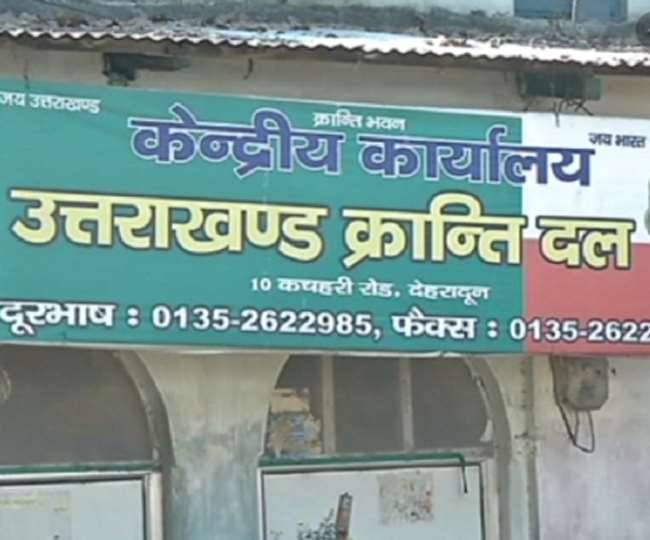 जय उत्तराखण्ड
क्रान्ति भवन
जय भारत
केन्द्रीय कार्यालय
उत्तराखण्ड क्रान्ति दल
10 कचहरी रोड, देहरादून
दूरभाष : 0135-2622985, फैक्स : 0135-2622